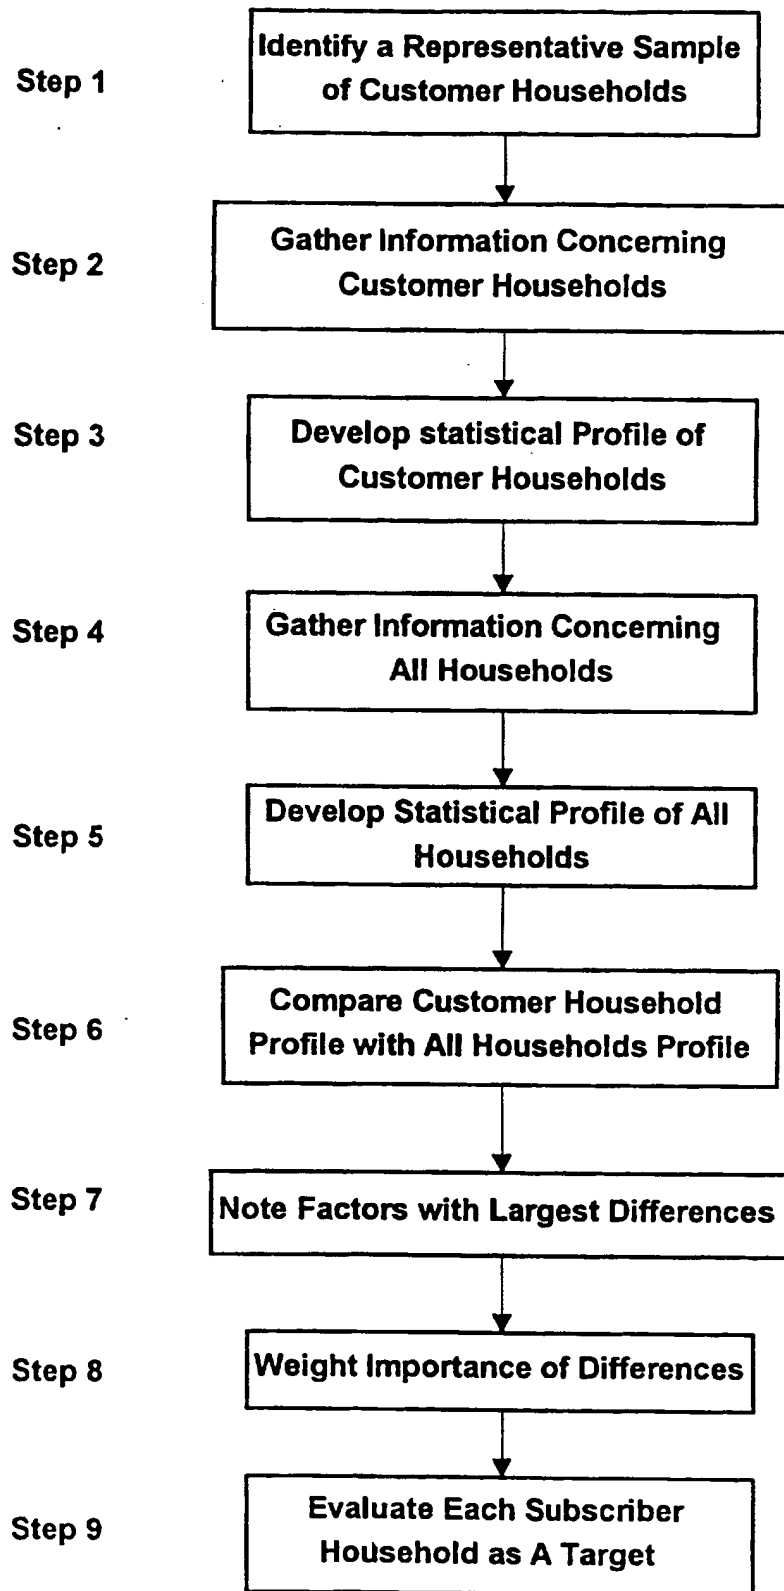 Step 1
Identify a Representative Sample
of Customer Households
Step 2
Gather Information Concerning
Customer Households
Step 3
Develop statistical Profile of
Customer Households
Step 4
Gather Information Concerning
All Households
Step 5
Develop Statistical Profile of All
Households
Step 6
Compare Customer Household
Profile with All Households Profile
Step 7
Note Factors with Largest Differences
Step 8
Weight Importance of Differences
Step 9
Evaluate Each Subscriber
Household as A Target